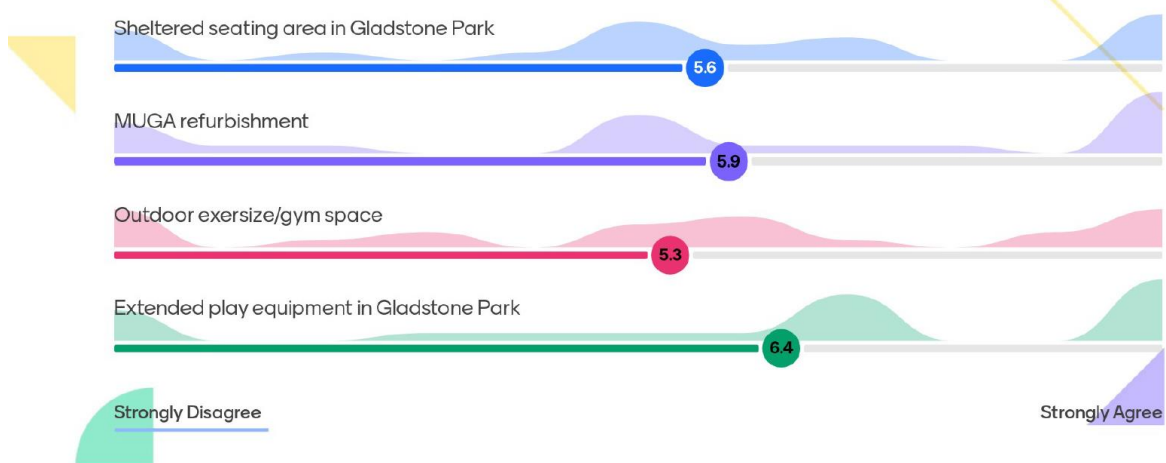 Sheltered seating area in Gladstone Park
5.6
MUGA refurbishment
5.9
Outdoor exersize/gym space
5.3
Extended play equipment in Gladstone Park
6.4
Strongly Disagree
Strongly Agree